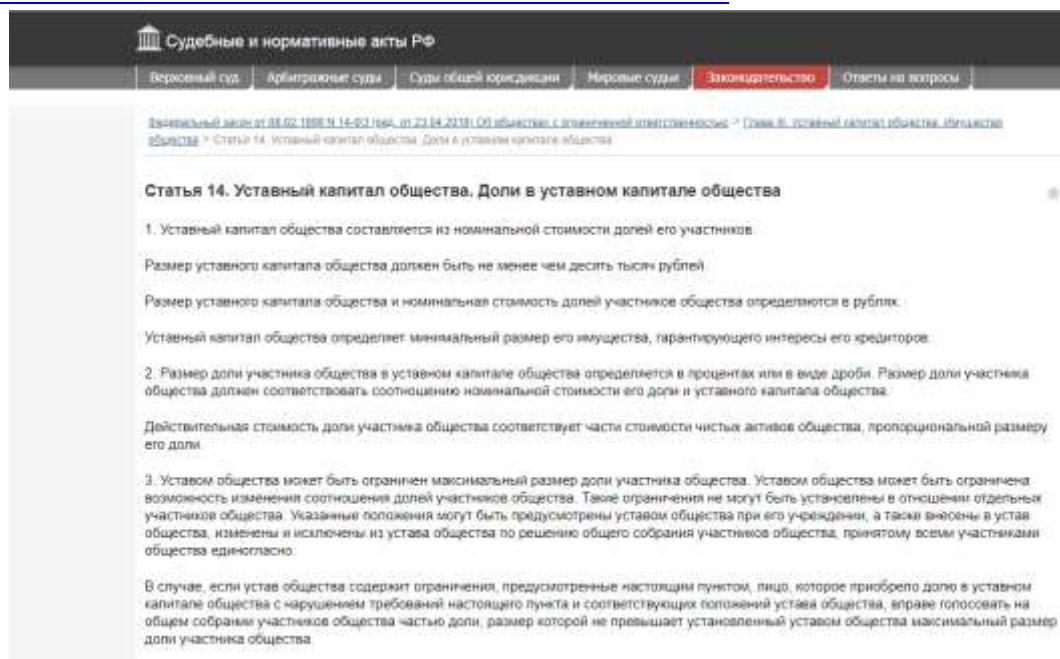 Судебные и нормативные акты РФ
Верховный суд Арбитражные суды Суды общей юрисдикции Мировые судьи Законодательство Ответы на вопросы
Федеральный закон от 08.02.1998 N 14-ФЗ (ред. от 23.04.2018) Об обществах с ограниченной ответственностью > Глава III. Уставный капитал общества. Имущество
общества > Статья 14. Уставный капитал общества. Доли в уставном капитале общества
Статья 14. Уставный капитал общества. Доли в уставном капитале общества
1. Уставный капитал общества составляется из номинальной стоимости долей его участников.
Размер уставного капитала общества должен быть не менее чем десять тысяч рублей.
Размер уставного капитала общества и номинальная стоимость долей участников общества определяются в рублях.
Уставный капитал общества определяет минимальный размер его имущества, гарантирующего интересы его кредиторов.
2. Размер доли участника общества в уставном капитале общества определяется в процентах или в виде дроби. Размер доли участника
общества должен соответствовать соотношению номинальной стоимости его доли и уставного капитала общества.
Действительная стоимость доли участника общества соответствует части стоимости чистых активов общества, пропорциональной размеру
его доли.
3. Уставом общества может быть ограничен максимальный размер доли участника общества. Уставом общества может быть ограничена
возможность изменения соотношения долей участников общества. Такие ограничения не могут быть установлены в отношении отдельных
участников общества. Указанные положения могут быть предусмотрены уставом общества при его учреждении, а также внесены в устав
общества, изменены и исключены из устава общества по решению общего собрания участников общества, принятому всеми участниками
общества единогласно.
В случае, если устав общества содержит ограничения, предусмотренные настоящим пунктом, лицо, которое приобрело долю в уставном
капитале общества с нарушением требований настоящего пункта и соответствующих положений устава общества, вправе голосовать на
общем собрании участников общества частью доли, размер которой не превышает установленный уставом общества максимальный размер
доли участника общества.